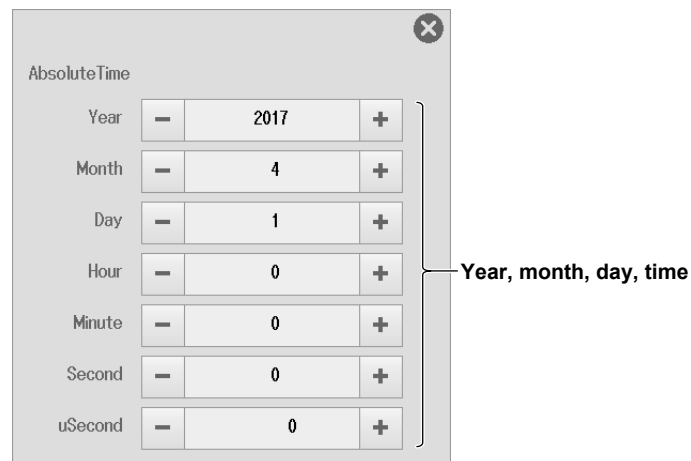 AbsoluteTime
Year − 2017 +
Month − 4 +
Day − 1 +
Hour − 0 +
Minute − 0 +
Second − 0 +
uSecond − 0 +
Year, month, day, time